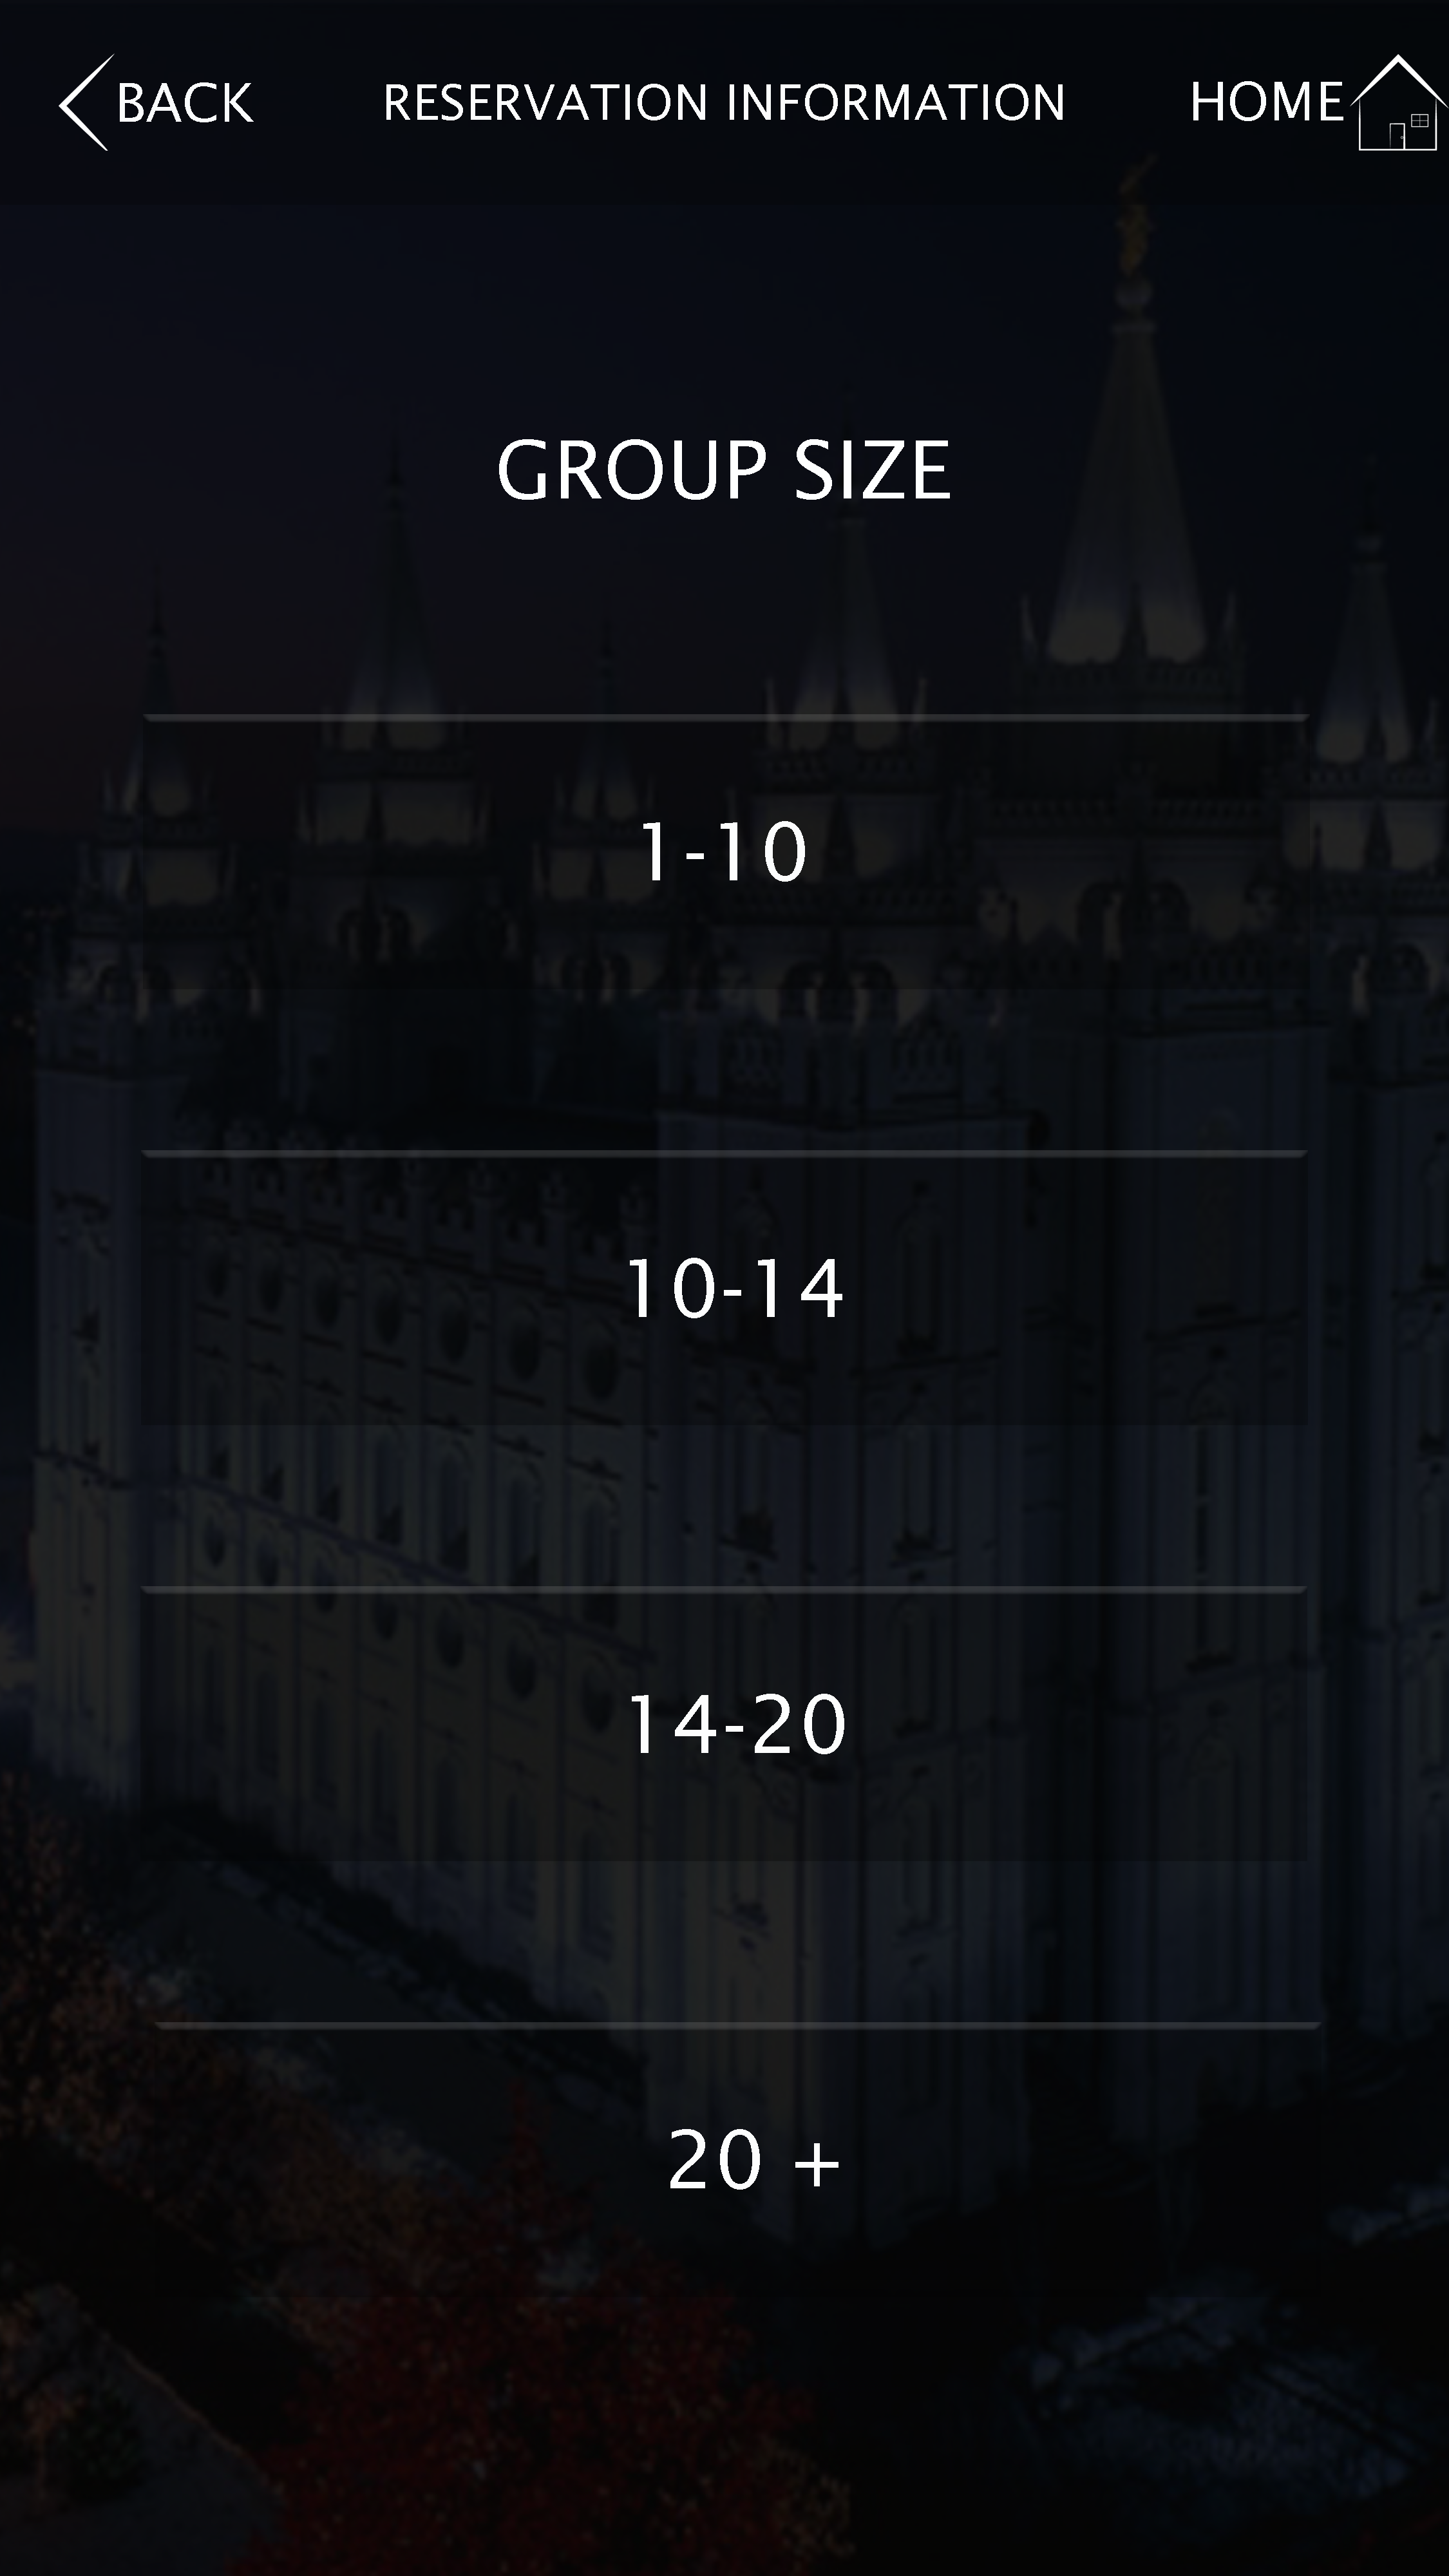 BACK RESERVATION INFORMATION HOME
GROUP SIZE
1-10
10-14
14-20
20 +